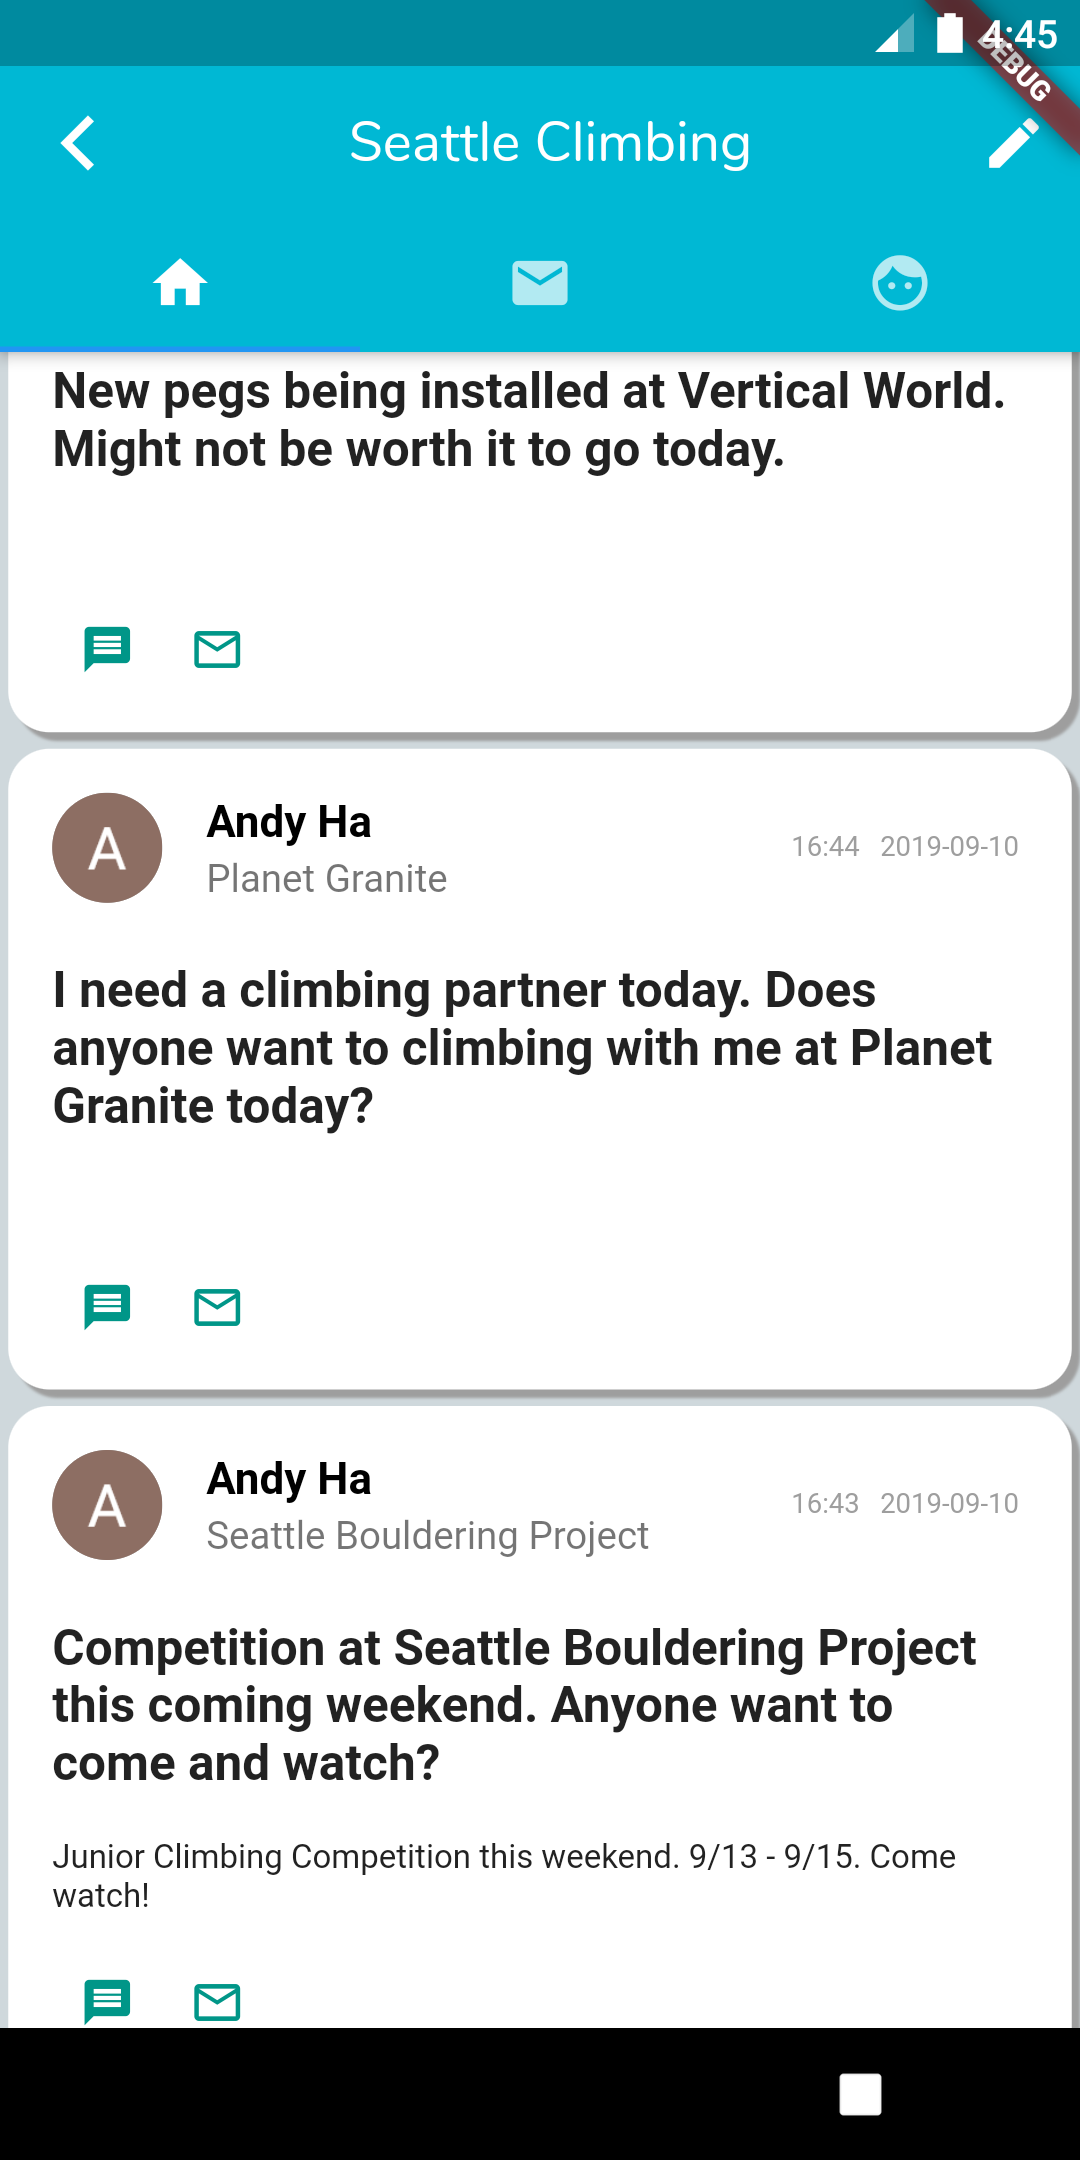 4:45
DEBUG
Seattle Climbing
New pegs being installed at Vertical World.
Might not be worth it to go today.
A
Andy Ha
Planet Granite
16:44 2019-09-10
I need a climbing partner today. Does
anyone want to climbing with me at Planet
Granite today?
A
Andy Ha
Seattle Bouldering Project
16:43 2019-09-10
Competition at Seattle Bouldering Project
this coming weekend. Anyone want to
come and watch?
Junior Climbing Competition this weekend. 9/13 - 9/15. Come
watch!